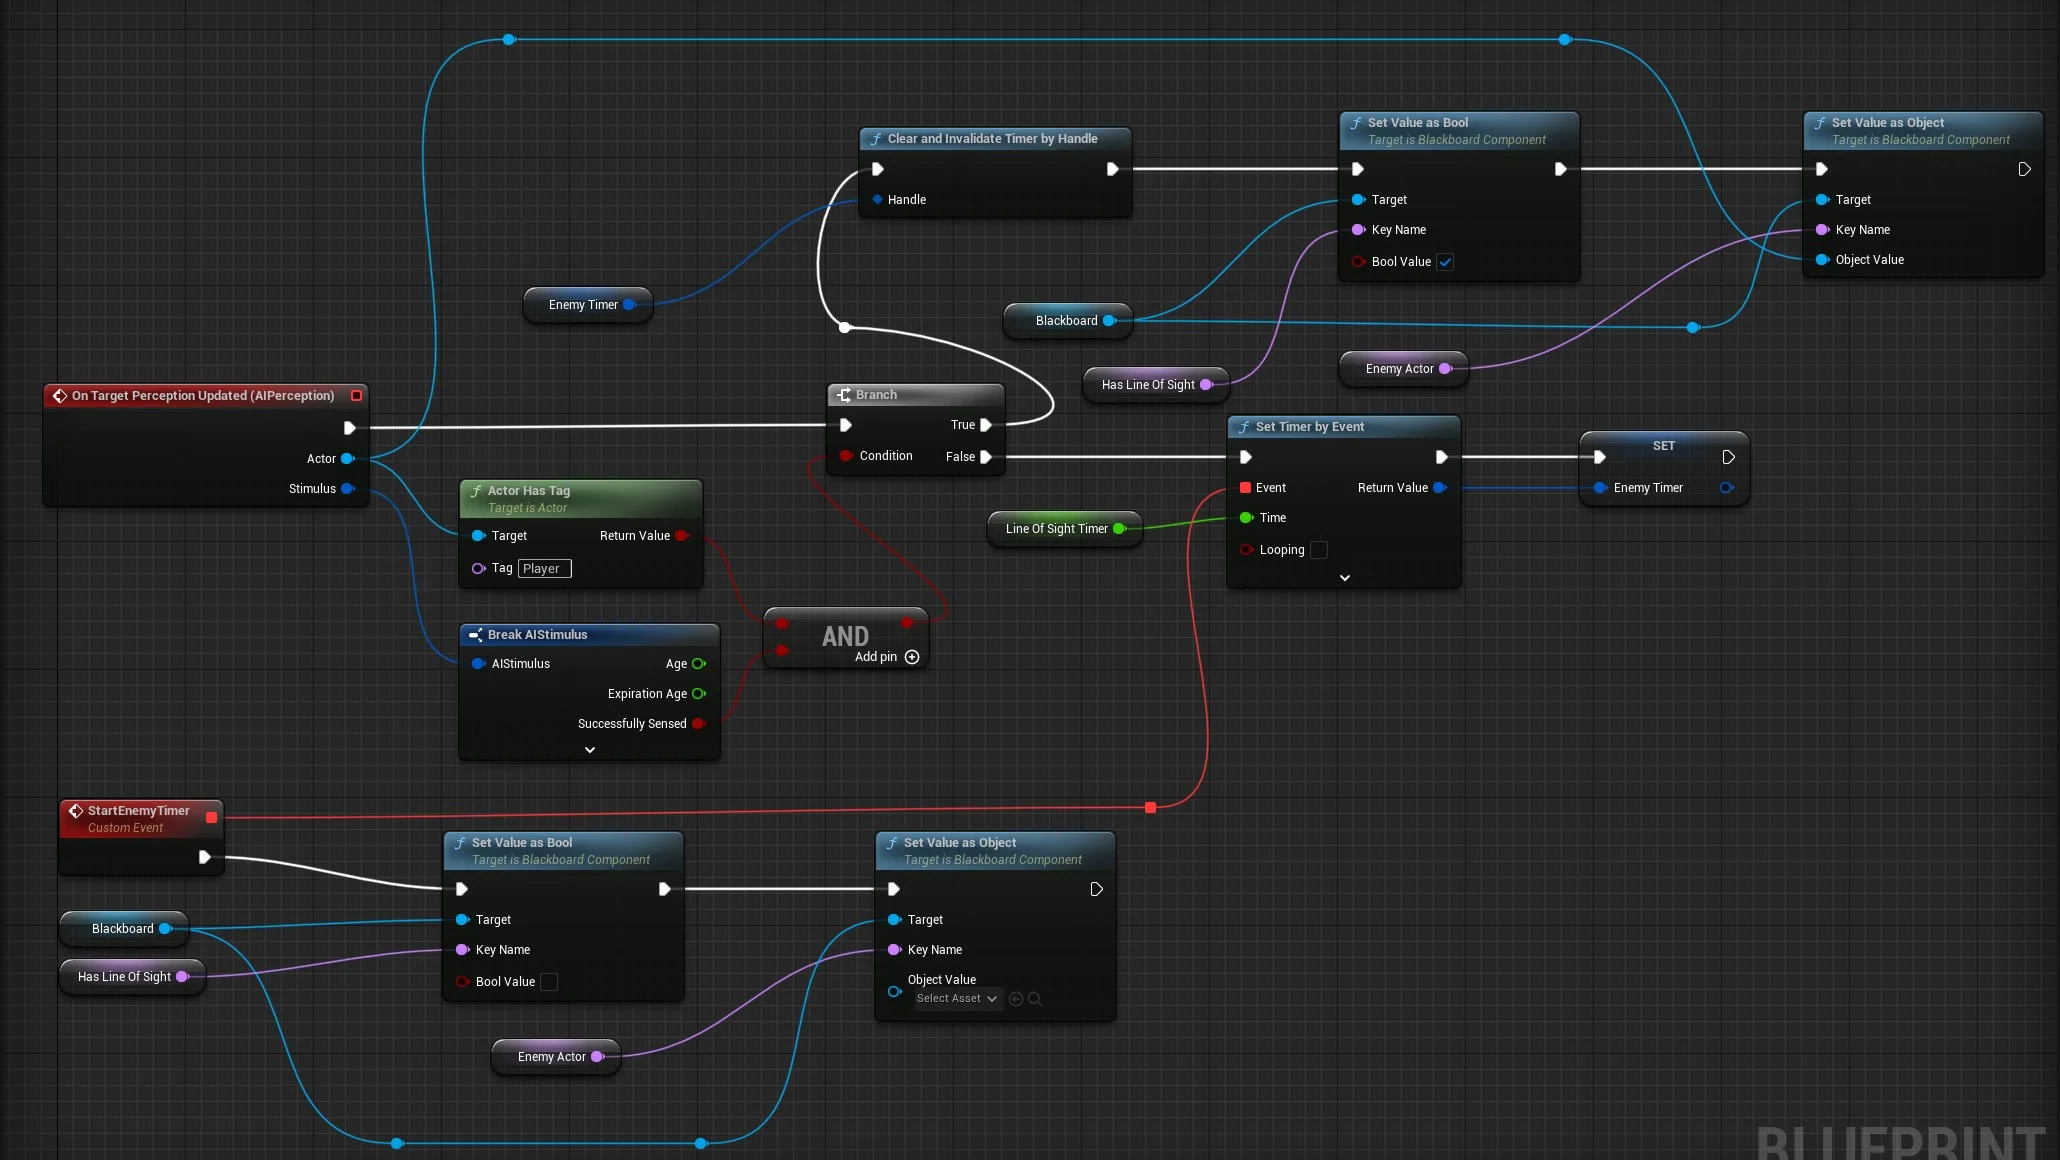 Clear and Invalidate Timer by Handle
Handle
Set Value as Bool
Target is Blackboard Component
Target
Key Name
Bool Value
Set Value as Object
Target is Blackboard Component
Target
Key Name
Object Value
Enemy Timer
Blackboard
Has Line Of Sight
Enemy Actor
On Target Perception Updated (AIPerception)
Actor
Stimulus
Branch
True
Condition
False
Set Timer by Event
Event
Return Value
Time
Looping
SET
Enemy Timer
Line Of Sight Timer
Actor Has Tag
Target is Actor
Target
Return Value
Tag
Player
Break AIStimulus
AIStimulus
Age
Expiration Age
Successfully Sensed
AND
Add pin
StartEnemyTimer
Custom Event
Set Value as Bool
Target is Blackboard Component
Target
Key Name
Bool Value
Set Value as Object
Target is Blackboard Component
Target
Key Name
Object Value
Select Asset
Blackboard
Has Line Of Sight
Enemy Actor
BLUEPRINT